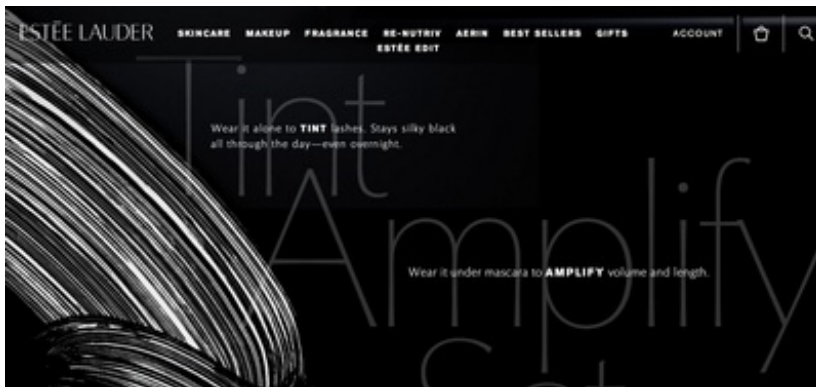 ESTĒE LAUDER
SKINCARE MAKEUP FRAGRANCE RE-NUTRIV AERIN BEST SELLERS GIFTS ACCOUNT
ESTÉE EDIT
Tint
Wear it alone to TINT lashes. Stays silky black
all through the day—even overnight.
Amplify
Wear it under mascara to AMPLIFY volume and length.